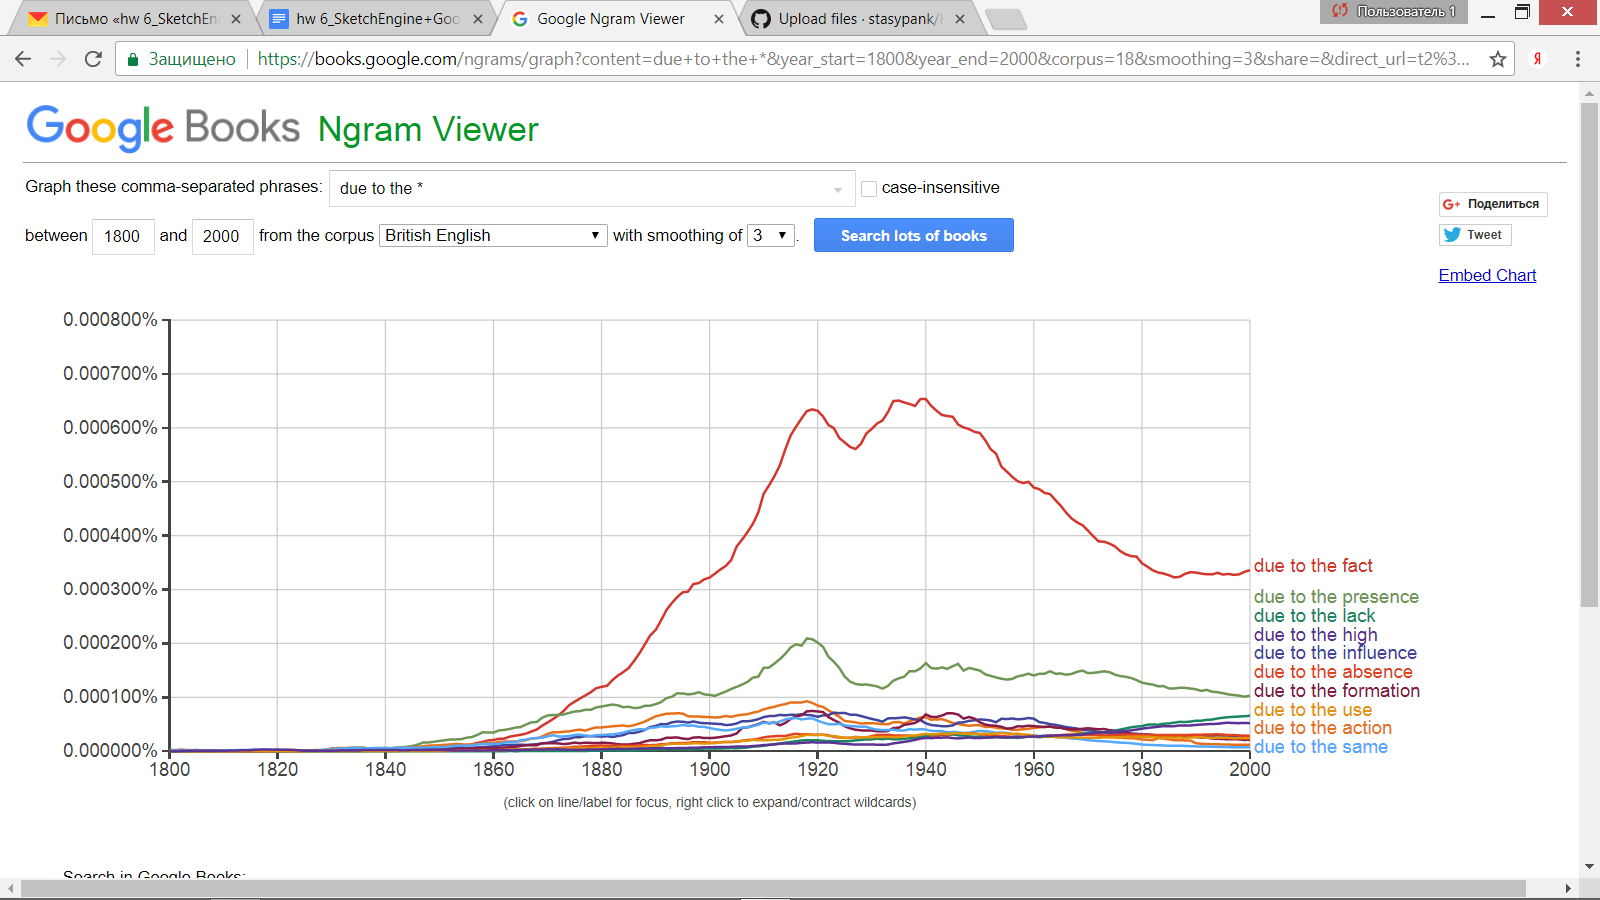 Письмо «hw 6_SketchEn
hw 6_SketchEngine+Goo
Google Ngram Viewer
Upload files · stasypank/
Пользователь 1
Защищено
https://books.google.com/ngrams/graph?content=due+to+the+*&year_start=1800&year_end=2000&corpus=18&smoothing=3&share=&direct_url=t2%3...
Я
Google Books Ngram Viewer
Graph these comma-separated phrases: due to the * case-insensitive
between 1800 and 2000 from the corpus British English with smoothing of 3 . Search lots of books
G+ Поделиться
Tweet
Embed Chart
0.000800%
0.000700%
0.000600%
0.000500%
0.000400%
0.000300%
0.000200%
0.000100%
0.000000%
1800 1820 1840 1860 1880 1900 1920 1940 1960 1980 2000
due to the fact
due to the presence
due to the lack
due to the high
due to the influence
due to the absence
due to the formation
due to the use
due to the action
due to the same
(click on line/label for focus, right click to expand/contract wildcards)
Search in Google Books: